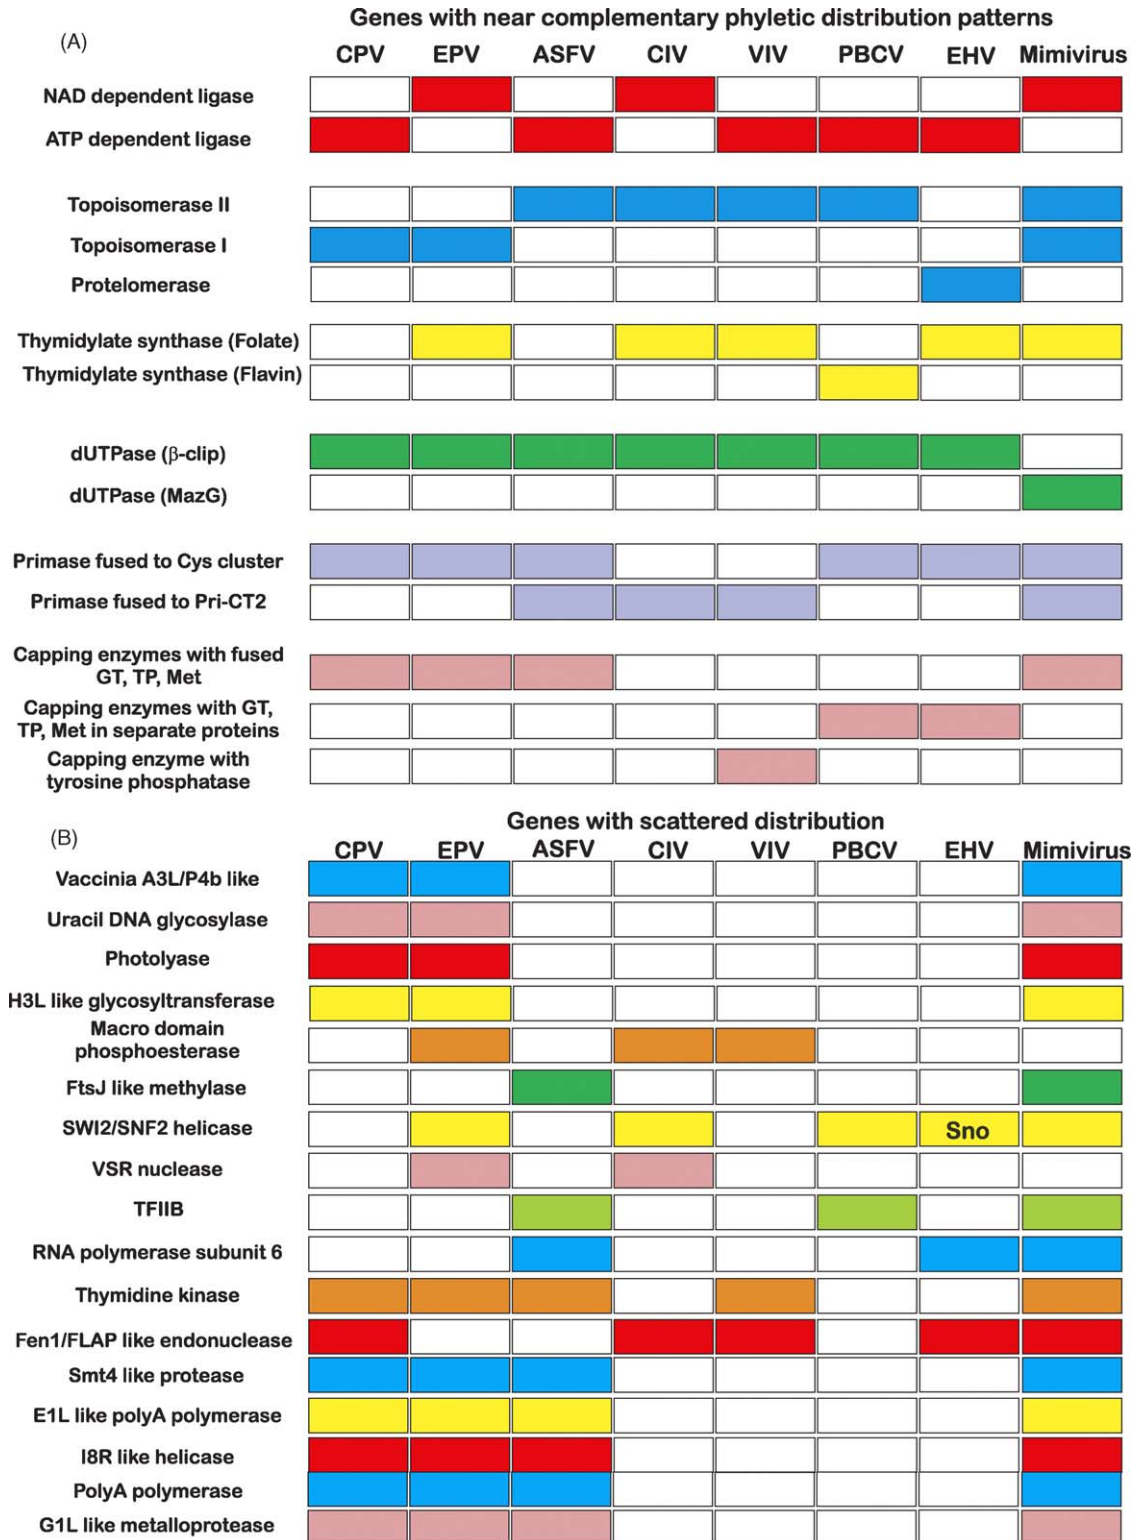 Genes with near complementary phyletic distribution patterns
(A)
CPV EPV ASFV CIV VIV PBCV EHV Mimivirus
NAD dependent ligase
ATP dependent ligase
Topoisomerase II
Topoisomerase I
Protelomerase
Thymidylate synthase (Folate)
Thymidylate synthase (Flavin)
dUTPase (β-clip)
dUTPase (MazG)
Primase fused to Cys cluster
Primase fused to Pri-CT2
Capping enzymes with fused
GT, TP, Met
Capping enzymes with GT,
TP, Met in separate proteins
Capping enzyme with
tyrosine phosphatase
Genes with scattered distribution
(B)
CPV EPV ASFV CIV VIV PBCV EHV Mimivirus
Vaccinia A3L/P4b like
Uracil DNA glycosylase
Photolyase
H3L like glycosyltransferase
Macro domain
phosphoesterase
FtsJ like methylase
SWI2/SNF2 helicase Sno
VSR nuclease
TFIIB
RNA polymerase subunit 6
Thymidine kinase
Fen1/FLAP like endonuclease
Smt4 like protease
E1L like polyA polymerase
I8R like helicase
PolyA polymerase
G1L like metalloprotease